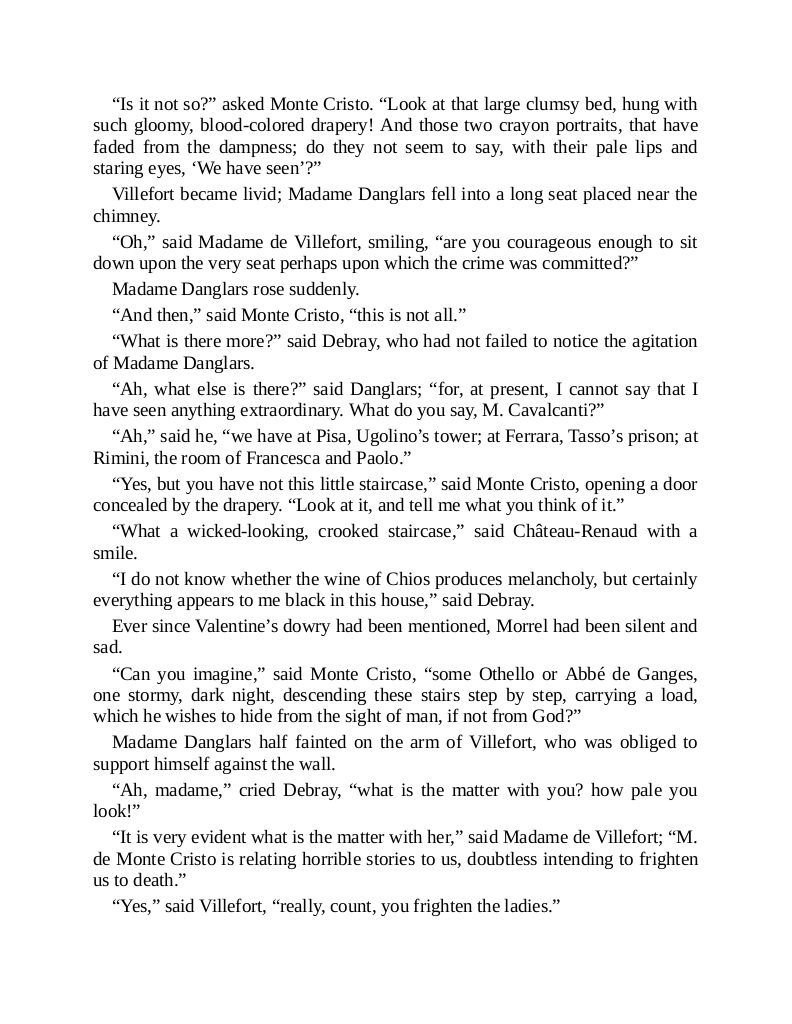 “Is it not so?” asked Monte Cristo. “Look at that large clumsy bed, hung with
such gloomy, blood-colored drapery! And those two crayon portraits, that have
faded from the dampness; do they not seem to say, with their pale lips and
staring eyes, ‘We have seen’?”
Villefort became livid; Madame Danglars fell into a long seat placed near the
chimney.
“Oh,” said Madame de Villefort, smiling, “are you courageous enough to sit
down upon the very seat perhaps upon which the crime was committed?”
Madame Danglars rose suddenly.
“And then,” said Monte Cristo, “this is not all.”
“What is there more?” said Debray, who had not failed to notice the agitation
of Madame Danglars.
“Ah, what else is there?” said Danglars; “for, at present, I cannot say that I
have seen anything extraordinary. What do you say, M. Cavalcanti?”
“Ah,” said he, “we have at Pisa, Ugolino’s tower; at Ferrara, Tasso’s prison; at
Rimini, the room of Francesca and Paolo.”
“Yes, but you have not this little staircase,” said Monte Cristo, opening a door
concealed by the drapery. “Look at it, and tell me what you think of it.”
“What a wicked-looking, crooked staircase,” said Château-Renaud with a
smile.
“I do not know whether the wine of Chios produces melancholy, but certainly
everything appears to me black in this house,” said Debray.
Ever since Valentine’s dowry had been mentioned, Morrel had been silent and
sad.
“Can you imagine,” said Monte Cristo, “some Othello or Abbé de Ganges,
one stormy, dark night, descending these stairs step by step, carrying a load,
which he wishes to hide from the sight of man, if not from God?”
Madame Danglars half fainted on the arm of Villefort, who was obliged to
support himself against the wall.
“Ah, madame,” cried Debray, “what is the matter with you? how pale you
look!”
“It is very evident what is the matter with her,” said Madame de Villefort; “M.
de Monte Cristo is relating horrible stories to us, doubtless intending to frighten
us to death.”
“Yes,” said Villefort, “really, count, you frighten the ladies.”